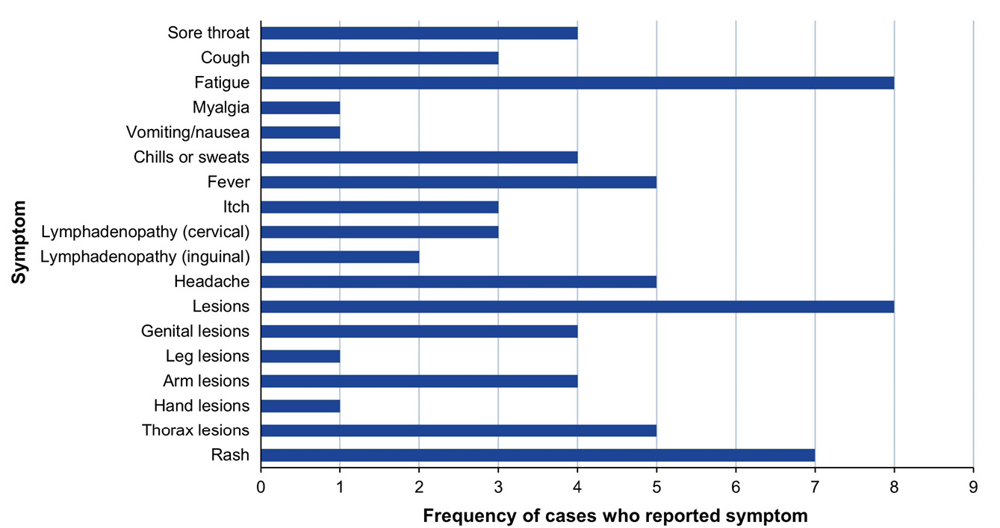 Sore throat
Cough
Fatigue
Myalgia
Vomiting/nausea
Chills or sweats
Fever
Itch
Lymphadenopathy (cervical)
Lymphadenopathy (inguinal)
Headache
Lesions
Genital lesions
Leg lesions
Arm lesions
Hand lesions
Thorax lesions
Rash
Symptom
0 1 2 3 4 5 6 7 8 9
Frequency of cases who reported symptom